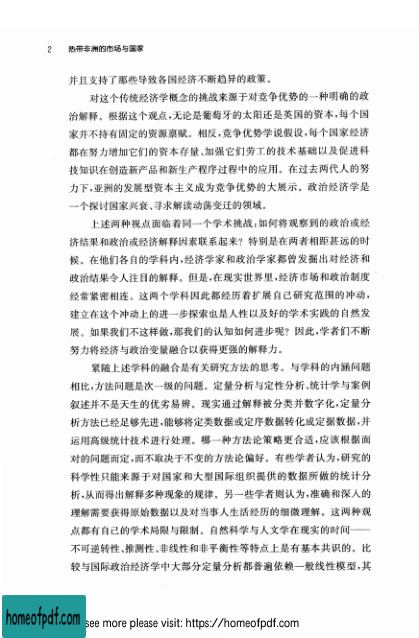 2 热带非洲的市场与国家
并且支持了那些导致各国经济不断趋异的政策。
对这个传统经济学概念的挑战来源于对竞争优势的一种明确的政
治解释。根据这个观点,无论是葡萄牙的太阳还是英国的资本,每个国
家并不持有固定的资源禀赋。相反,竞争优势学说假设,每个国家经济
都在努力增加它们的资本存量、加强它们劳工的技术基础以及促进科
技知识在创造新产品和新生产程序过程中的应用。在过去两代人的努
力下,亚洲的发展型资本主义成为竞争优势的大展示。政治经济学是
一个探讨国家兴衰、寻求解读动荡变迁的领域。
上述两种视点面临着同一个学术挑战:如何将观察到的政治或经
济结果和政治或经济解释因素联系起来?特别是在两者相距甚远的时
候。在他们各自的学科内,经济学家和政治学家都曾发掘出对经济和
政治结果令人注目的解释。但是,在现实世界里,经济市场和政治制度
经常紧密相连。这两个学科因此都经历着扩展自己研究范围的冲动,
建立在这个冲动上的进一步探索也是人性以及好的学术实践的自然发
展。如果我们不这样做,那我们的认知如何进步呢?因此,学者们不断
努力将经济与政治变量融合以获得更强的解释力。
紧随上述学科的融合是有关研究方法的思考。与学科的内涵问题
相比,方法问题是次一级的问题。定量分析与定性分析、统计学与案例
叙述并不是天生的优劣易辨。现实通过解释被分类并数字化,定量分
析方法已经足够先进,能够将定类数据或定序数据转化成定据数据,并
运用高级统计技术进行处理。哪一种方法论策略更合适,应该根据面
对的问题而定,而不取决于不变的方法论偏好。有些学者认为,研究的
科学性只能来源于对国家和大型国际组织提供的数据所做的统计分
析,从而得出解释多种现象的规律。另一些学者则认为,准确和深入的
理解需要获得原始数据以及对当事人生活经历的细微理解。这两种观
点都有自己的学术局限与限制。自然科学与人文学在现实的时间——
不可逆转性、推测性、非线性和非平衡性等特点上是有基本共识的。比
较与国际政治经济学中大部分定量分析都普遍依赖一般线性模型,其
homeofpdf.com
see more please visit: https://homeofpdf.com